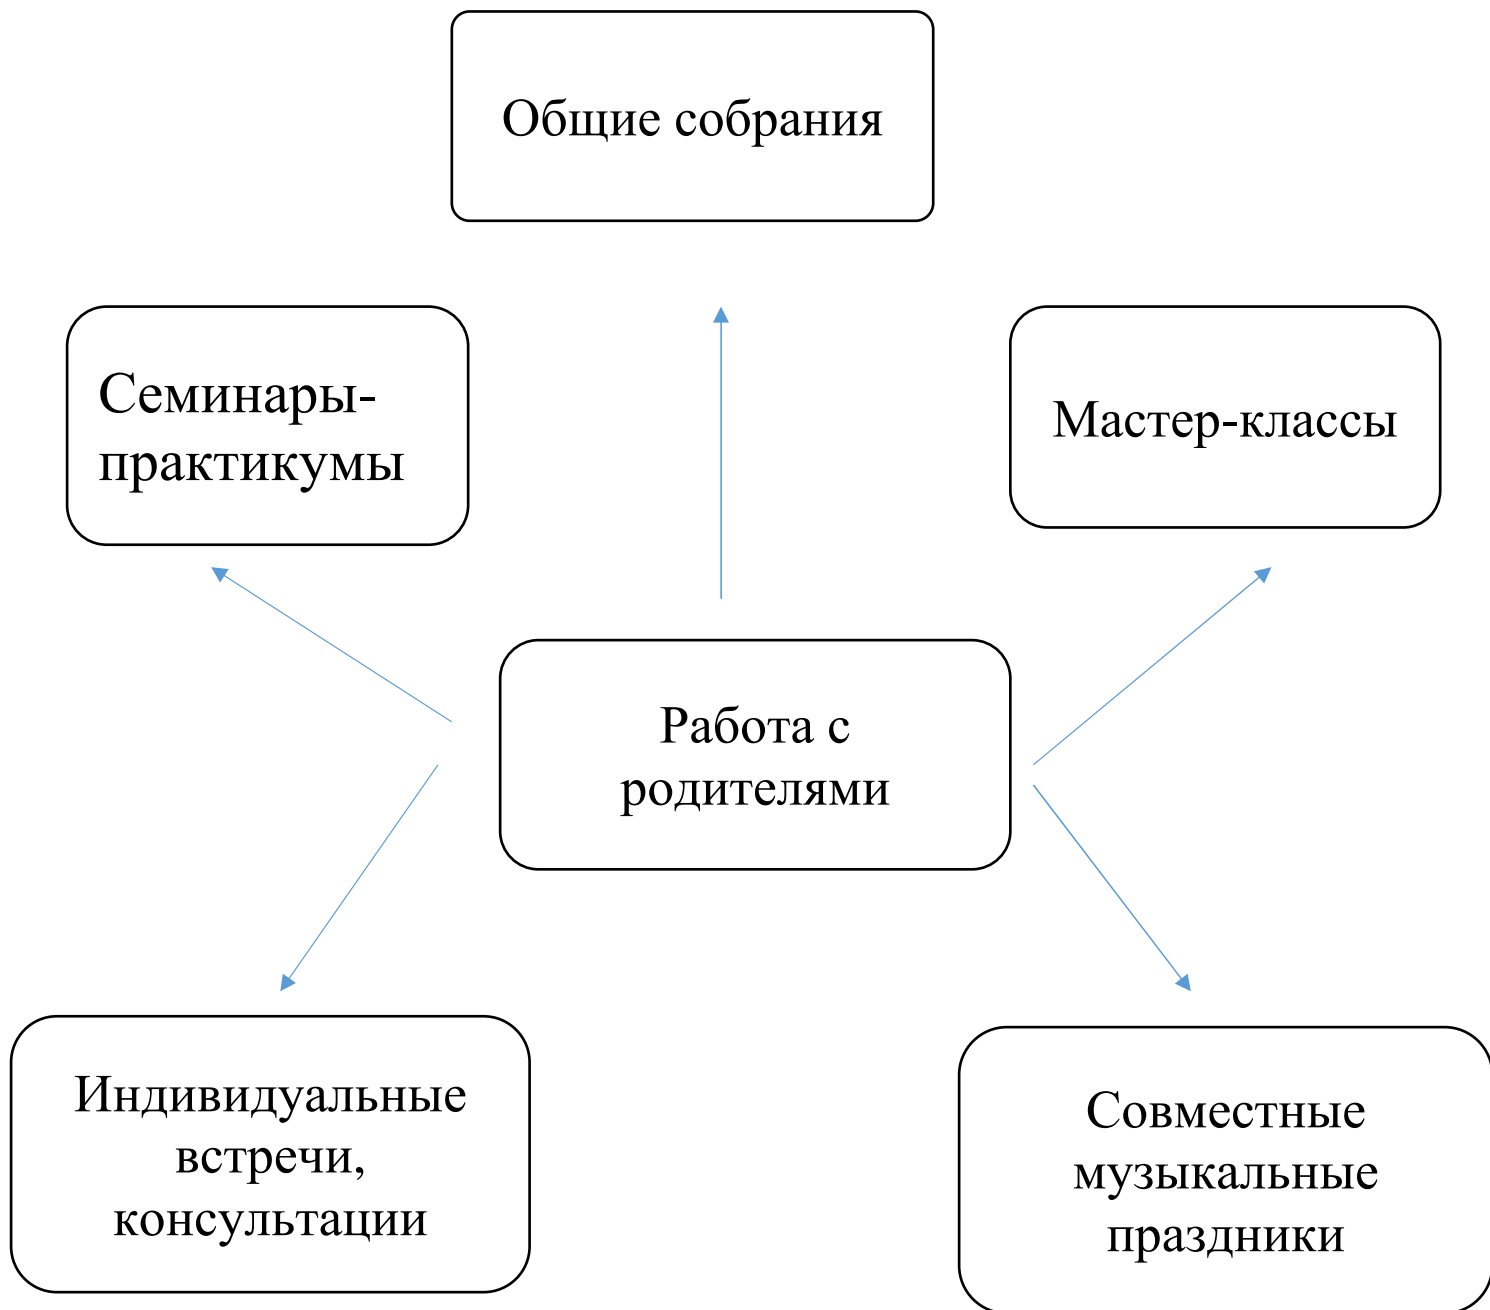 Общие собрания
Семинары-
практикумы
Мастер-классы
Работа с
родителями
Индивидуальные
встречи,
консультации
Совместные
музыкальные
праздники